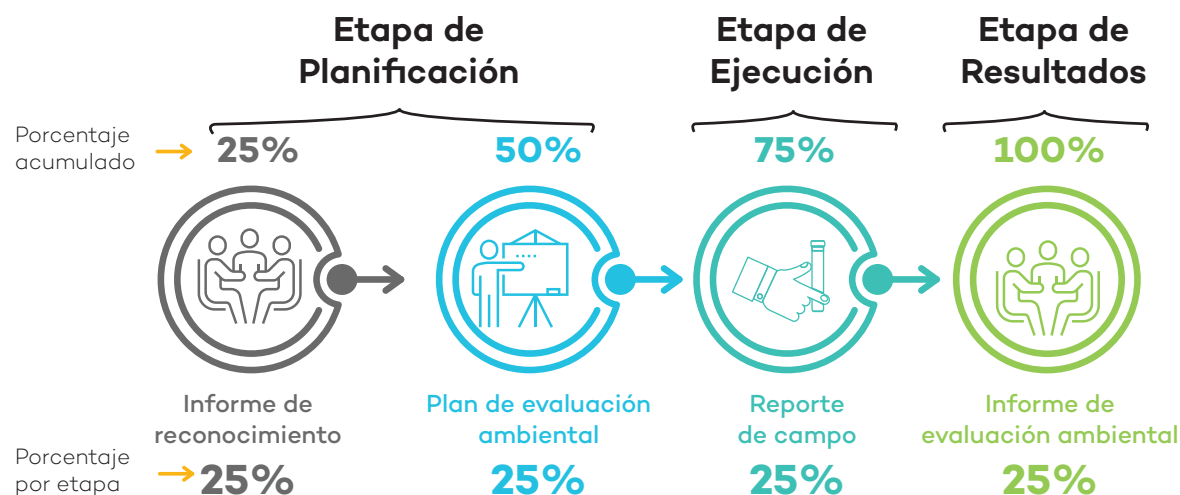 Etapa de
Planificación
Etapa de
Ejecución
Etapa de
Resultados
Porcentaje
acumulado
25%
50%
75%
100%
Informe de
reconocimiento
Plan de evaluación
ambiental
Reporte
de campo
Informe de
evaluación ambiental
Porcentaje
por etapa
25%
25%
25%
25%